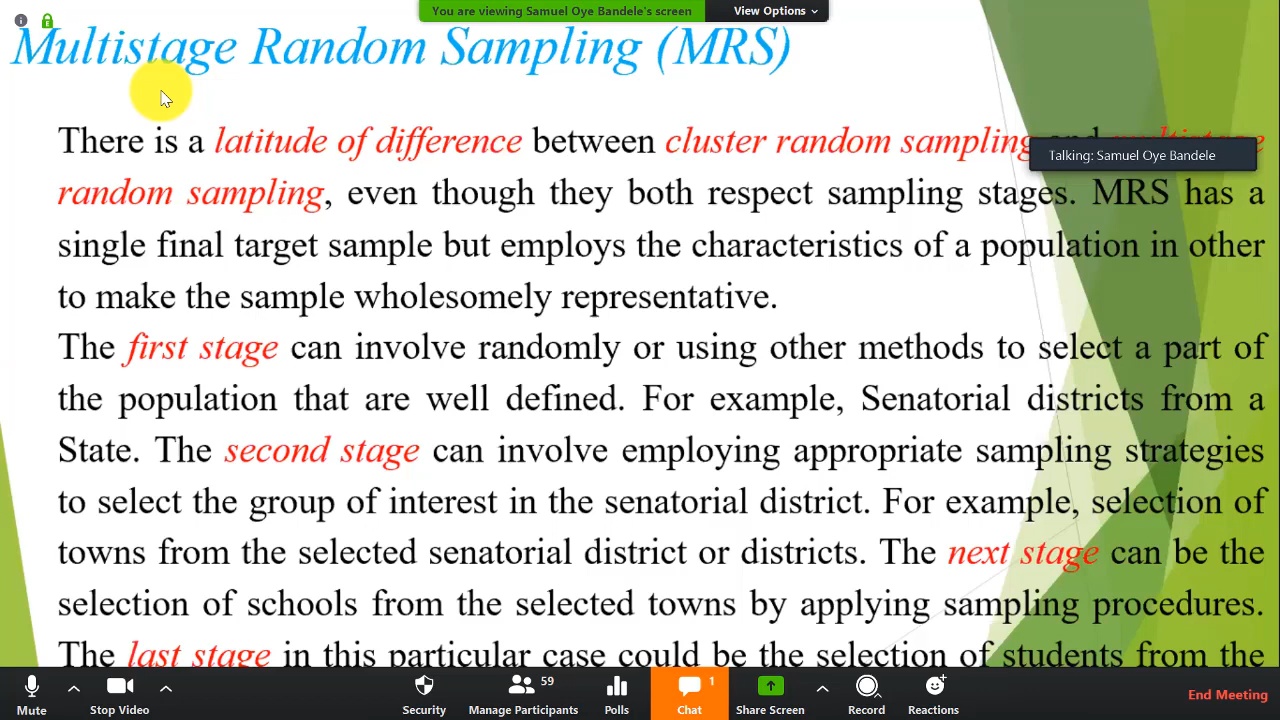 You are viewing Samuel Oye Bandele's screen
View Options
Multistage Random Sampling (MRS)
There is a latitude of difference between cluster random sampling and multistage
Talking: Samuel Oye Bandele
random sampling, even though they both respect sampling stages. MRS has a
single final target sample but employs the characteristics of a population in other
to make the sample wholesomely representative.
The first stage can involve randomly or using other methods to select a part of
the population that are well defined. For example, Senatorial districts from a
State. The second stage can involve employing appropriate sampling strategies
to select the group of interest in the senatorial district. For example, selection of
towns from the selected senatorial district or districts. The next stage can be the
selection of schools from the selected towns by applying sampling procedures.
The last stage in this particular case could be the selection of students from the
59
1
Mute
Stop Video
Security
Manage Participants
Polls
Chat
Share Screen
Record
Reactions
End Meeting